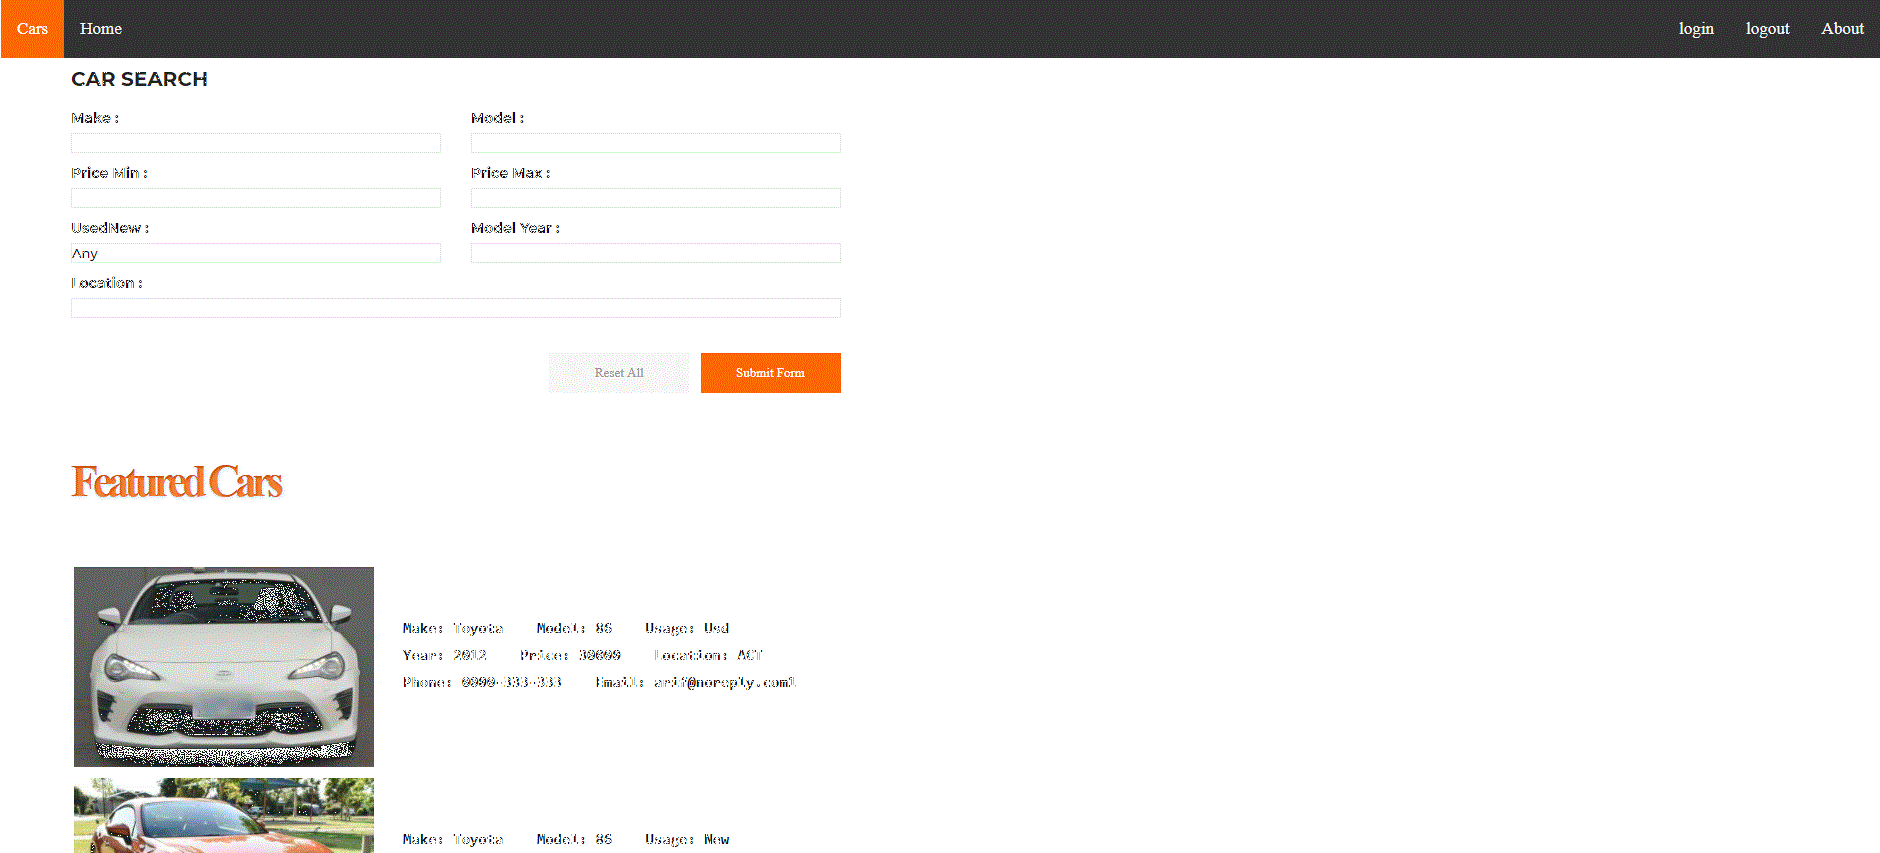 Cars Home login logout About
CAR SEARCH
Make :
Model :
Price Min :
Price Max :
UsedNew :
Model Year :
Any
Location :
Reset All
Submit Form
Featured Cars
Make: Toyota Model: 86 Usage: Usd
Year: 2012 Price: 30000 Location: ACT
Phone: 0090-333-333 Email: arif@noreply.com1
Make: Toyota Model: 86 Usage: New